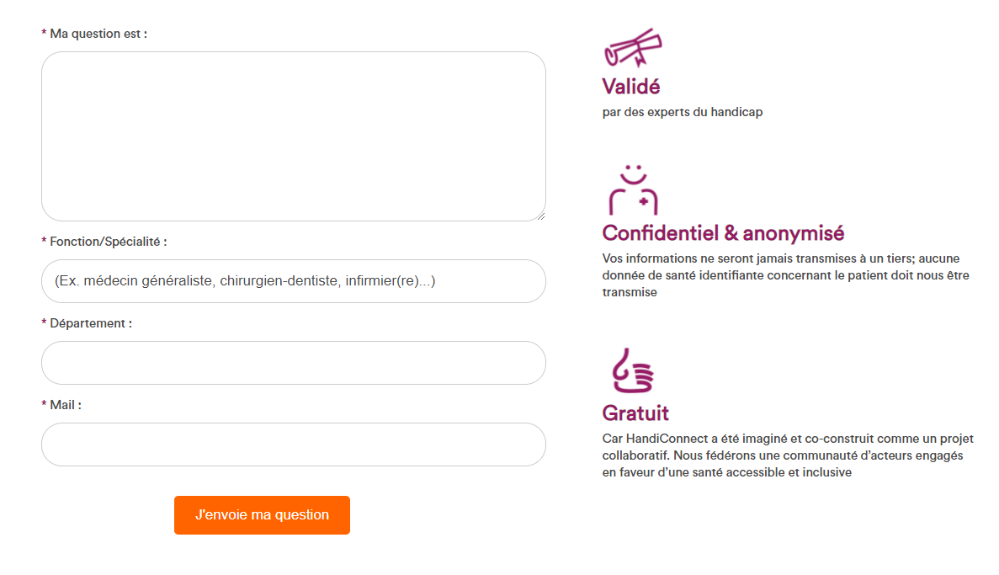 * Ma question est :
* Fonction/Spécialité :
(Ex. médecin généraliste, chirurgien-dentiste, infirmier(re)...)
* Département :
* Mail :
J'envoie ma question
Validé
par des experts du handicap
Confidentiel & anonymisé
Vos informations ne seront jamais transmises à un tiers; aucune
donnée de santé identifiante concernant le patient doit nous être
transmise
Gratuit
Car HandiConnect a été imaginé et co-construit comme un projet
collaboratif. Nous fédérons une communauté d’acteurs engagés
en faveur d’une santé accessible et inclusive